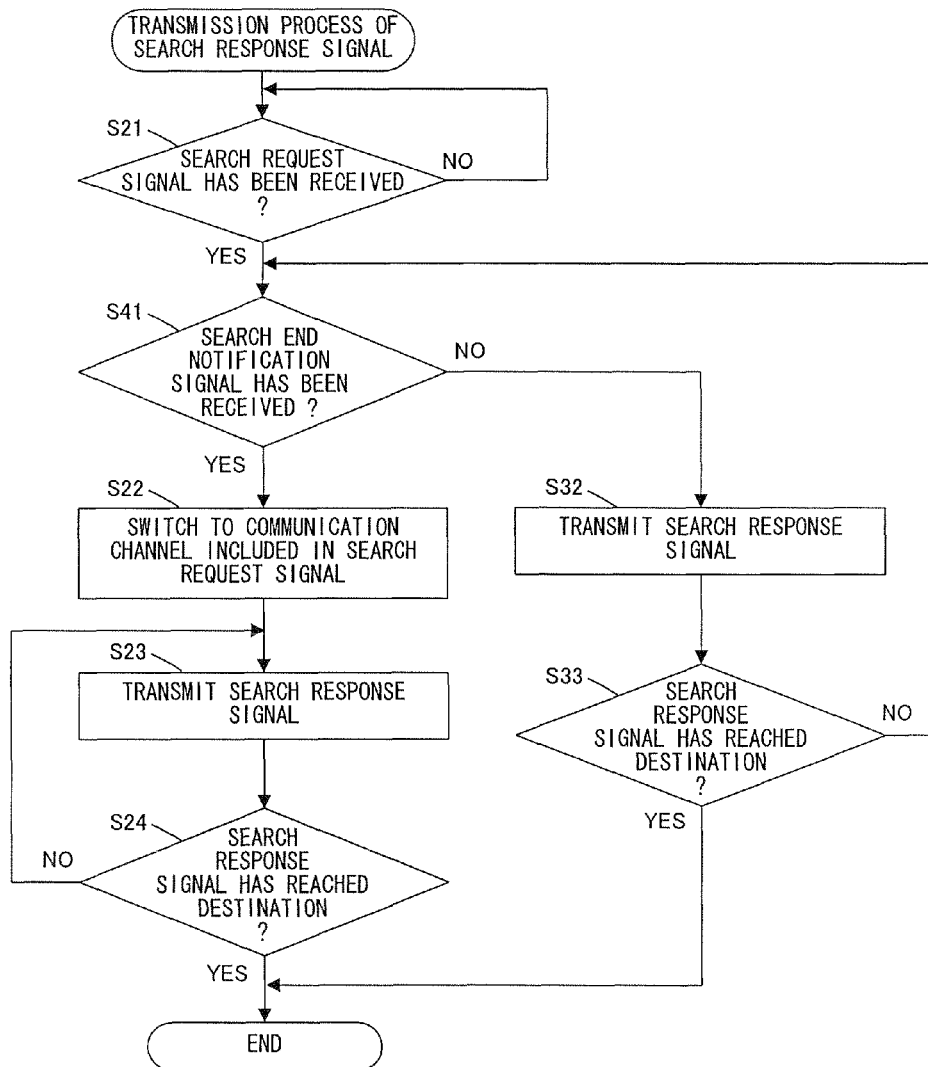 TRANSMISSION PROCESS OF
SEARCH RESPONSE SIGNAL
S21
SEARCH REQUEST
SIGNAL HAS BEEN RECEIVED
?
NO
YES
S41
SEARCH END
NOTIFICATION
SIGNAL HAS BEEN
RECEIVED ?
NO
YES
S22
SWITCH TO COMMUNICATION
CHANNEL INCLUDED IN SEARCH
REQUEST SIGNAL
S32
TRANSMIT SEARCH RESPONSE
SIGNAL
S23
TRANSMIT SEARCH RESPONSE
SIGNAL
S33
SEARCH
RESPONSE
SIGNAL HAS REACHED
DESTINATION
?
NO
YES
S24
SEARCH
RESPONSE
SIGNAL HAS REACHED
DESTINATION
?
NO
YES
END